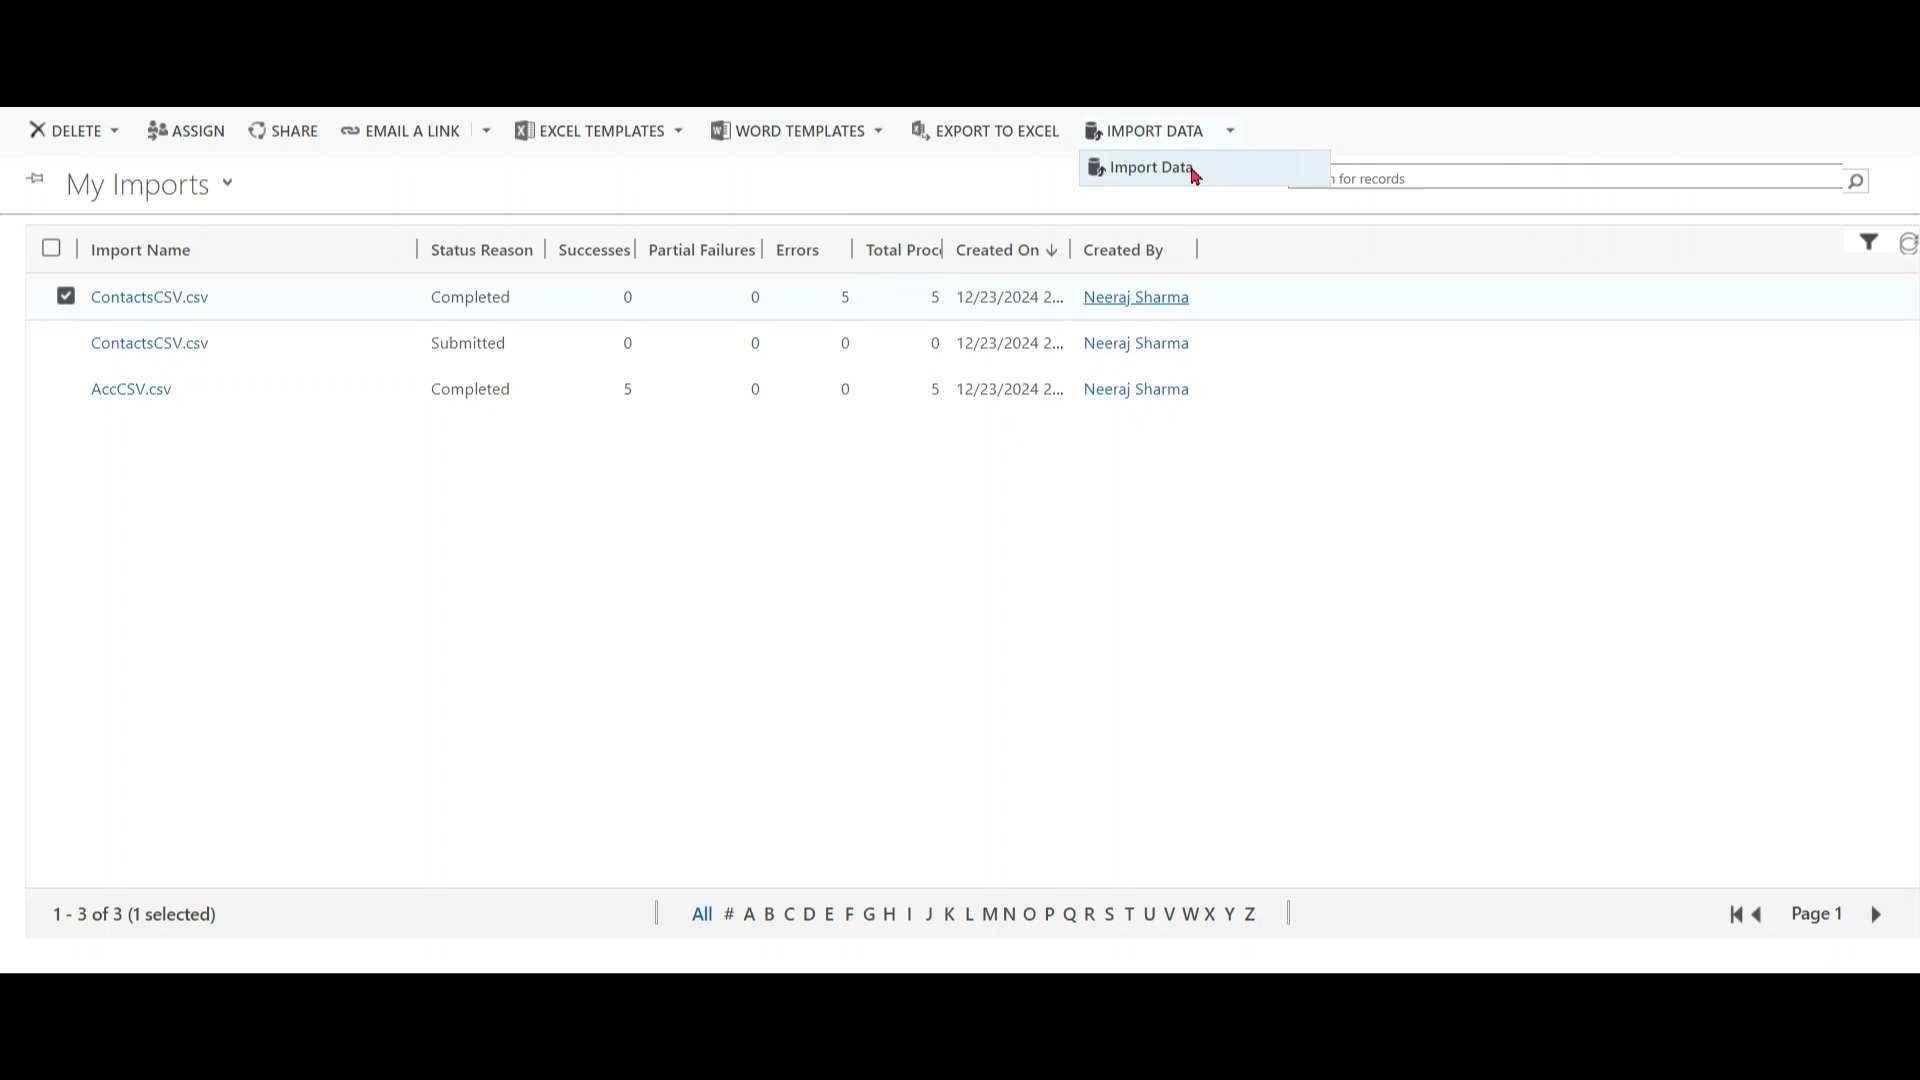 DELETE ASSIGN SHARE EMAIL A LINK EXCEL TEMPLATES WORD TEMPLATES EXPORT TO EXCEL IMPORT DATA
Import Data
My Imports
for records
Import Name Status Reason Successes Partial Failures Errors Total Proc Created On Created By
ContactsCSV.csv Completed 0 0 5 5 12/23/2024 2... Neeraj Sharma
ContactsCSV.csv Submitted 0 0 0 0 12/23/2024 2... Neeraj Sharma
AccCSV.csv Completed 5 0 0 5 12/23/2024 2... Neeraj Sharma
1 - 3 of 3 (1 selected) All # A B C D E F G H I J K L M N O P Q R S T U V W X Y Z Page 1